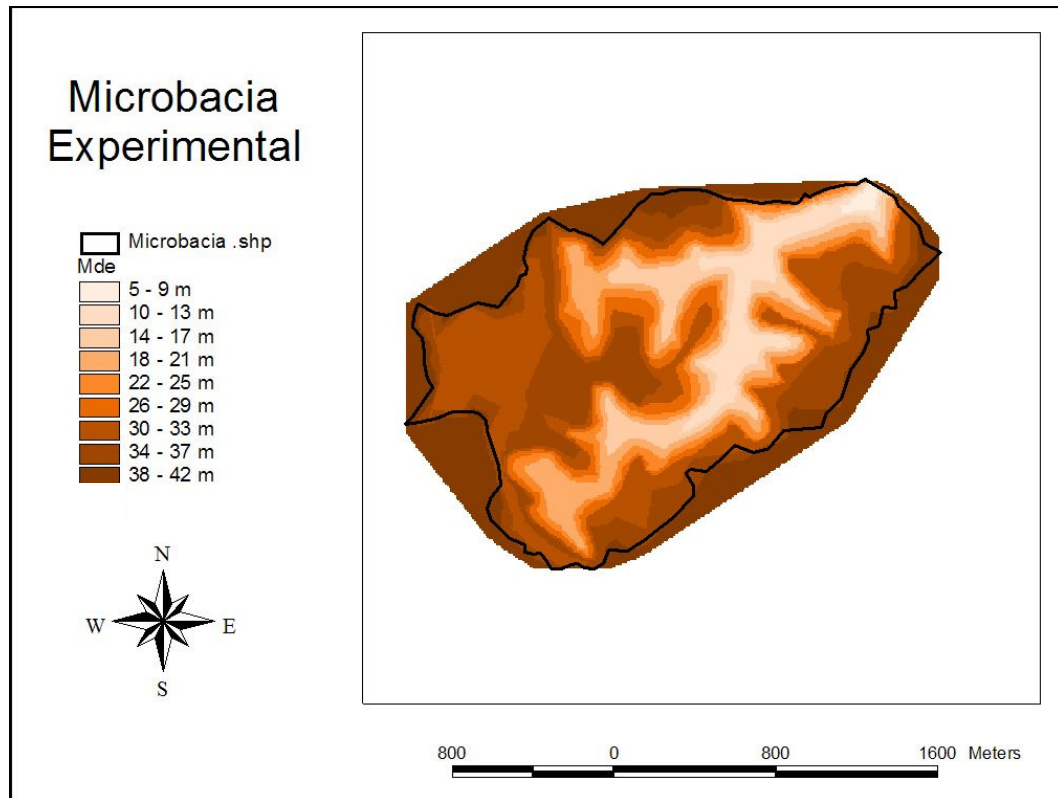 Microbacia
Experimental
Microbacia .shp
Mde
5 - 9 m
10 - 13 m
14 - 17 m
18 - 21 m
22 - 25 m
26 - 29 m
30 - 33 m
34 - 37 m
38 - 42 m
N
W E
S
800 0 800 1600 Meters